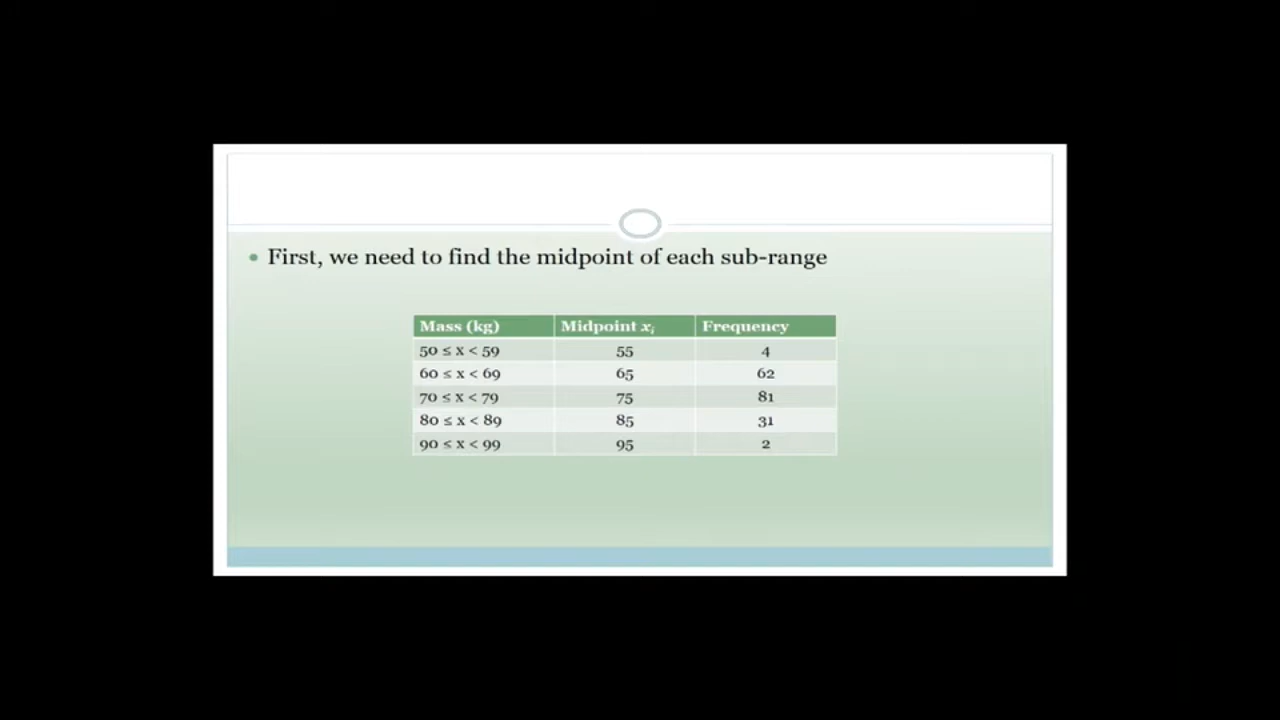 First, we need to find the midpoint of each sub-range
Mass (kg) Midpoint xᵢ Frequency
50 ≤ x < 59 55 4
60 ≤ x < 69 65 62
70 ≤ x < 79 75 81
80 ≤ x < 89 85 31
90 ≤ x < 99 95 2